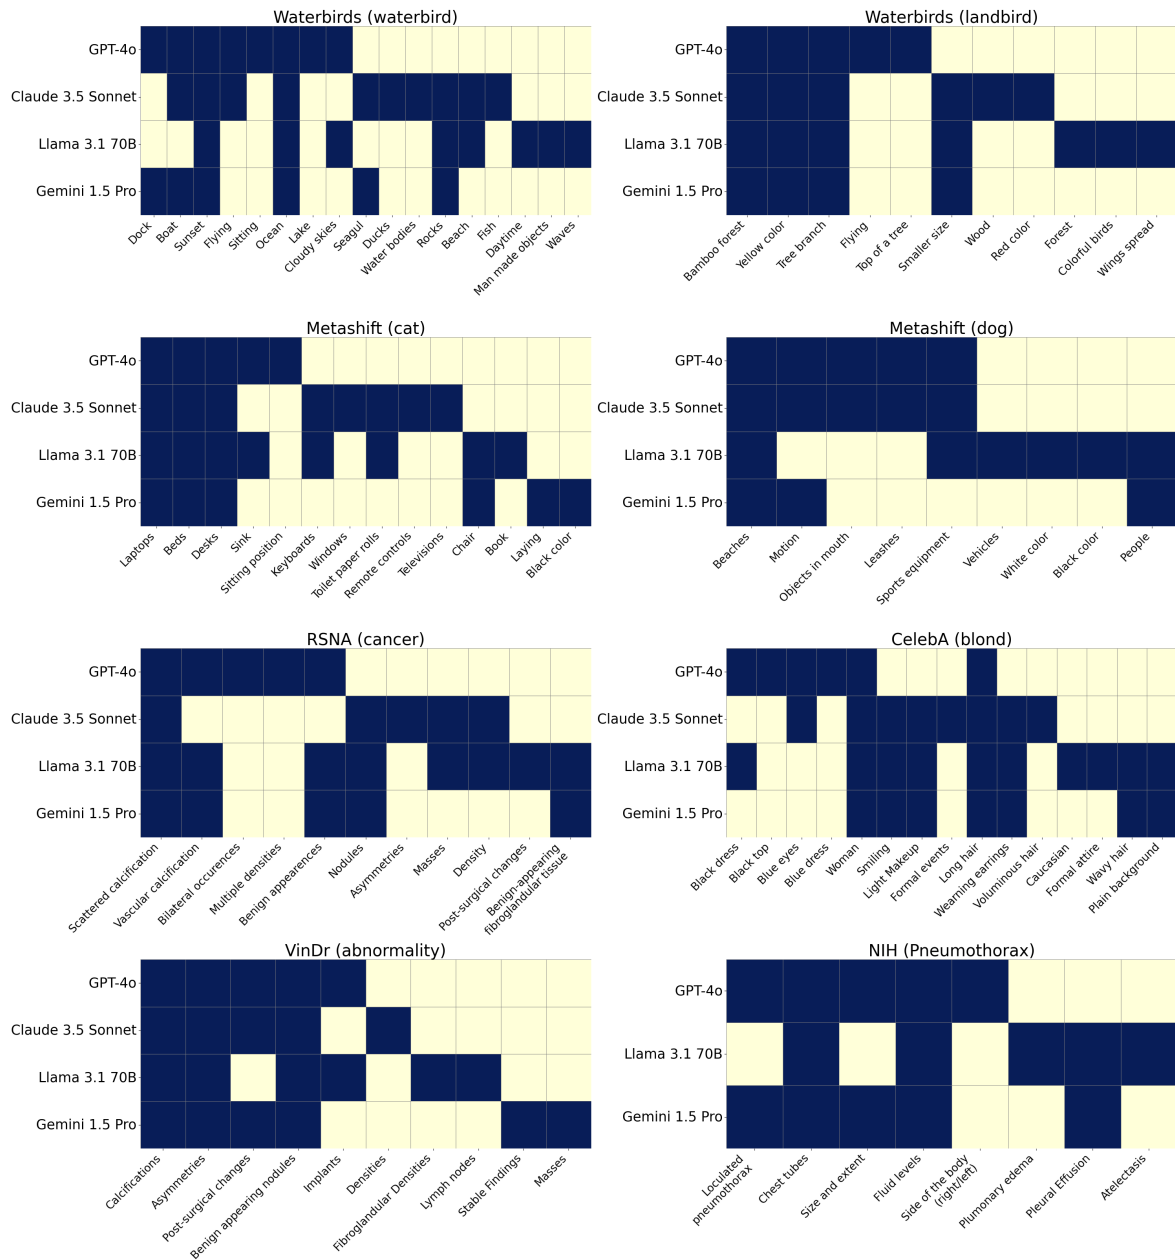 Waterbirds (waterbird)
GPT-4o
Claude 3.5 Sonnet
Llama 3.1 70B
Gemini 1.5 Pro
Dock
Boat
Sunset
Flying
Sitting
Ocean
Lake
Cloudy skies
Seagul
Ducks
Water bodies
Rocks
Beach
Fish
Daytime
Man made objects
Waves
Waterbirds (landbird)
GPT-4o
Claude 3.5 Sonnet
Llama 3.1 70B
Gemini 1.5 Pro
Bamboo forest
Yellow color
Tree branch
Flying
Top of a tree
Smaller size
Wood
Red color
Forest
Colorful birds
Wings spread
Metashift (cat)
GPT-4o
Claude 3.5 Sonnet
Llama 3.1 70B
Gemini 1.5 Pro
Laptops
Beds
Desks
Sink
Sitting position
Keyboards
Windows
Toilet paper rolls
Remote controls
Televisions
Chair
Book
Laying
Black color
Metashift (dog)
GPT-4o
Claude 3.5 Sonnet
Llama 3.1 70B
Gemini 1.5 Pro
Beaches
Motion
Objects in mouth
Leashes
Sports equipment
Vehicles
White color
Black color
People
RSNA (cancer)
GPT-4o
Claude 3.5 Sonnet
Llama 3.1 70B
Gemini 1.5 Pro
Scattered calcification
Vascular calcification
Bilateral occurences
Multiple densities
Benign appearences
Nodules
Asymmetries
Masses
Density
Post-surgical changes
Benign-appearing
fibroglandular tissue
CelebA (blond)
GPT-4o
Claude 3.5 Sonnet
Llama 3.1 70B
Gemini 1.5 Pro
Black dress
Black top
Blue eyes
Blue dress
Woman
Smiling
Light Makeup
Formal events
Long hair
Wearing earrings
Voluminous hair
Caucasian
Formal attire
Wavy hair
Plain background
VinDr (abnormality)
GPT-4o
Claude 3.5 Sonnet
Llama 3.1 70B
Gemini 1.5 Pro
Calcifications
Asymmetries
Post-surgical changes
Benign appearing nodules
Implants
Densities
Fibroglandular Densities
Lymph nodes
Stable Findings
Masses
NIH (Pneumothorax)
GPT-4o
Llama 3.1 70B
Gemini 1.5 Pro
Loculated
pneumothorax
Chest tubes
Size and extent
Fluid levels
Side of the body
(right/left)
Plumonary edema
Pleural Effusion
Atelectasis